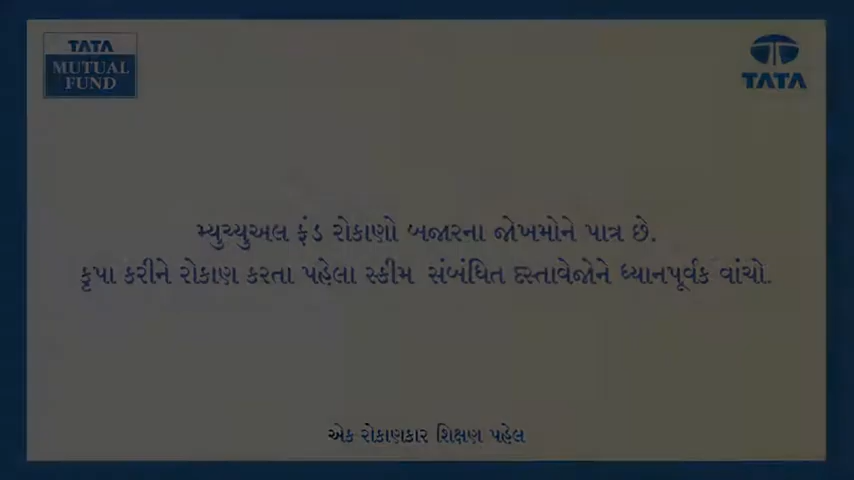 TATA
MUTUAL
FUND
TATA
મ્યુચ્યુઅલ ફંડ રોકાણો બજારના જોખમોને પાત્ર છે.
કૃપા કરીને રોકાણ કરતા પહેલા સ્કીમ સંબંધિત દસ્તાવેજોને ધ્યાનપૂર્વક વાંચો.
એક રોકાણકાર શિક્ષણ પહેલ